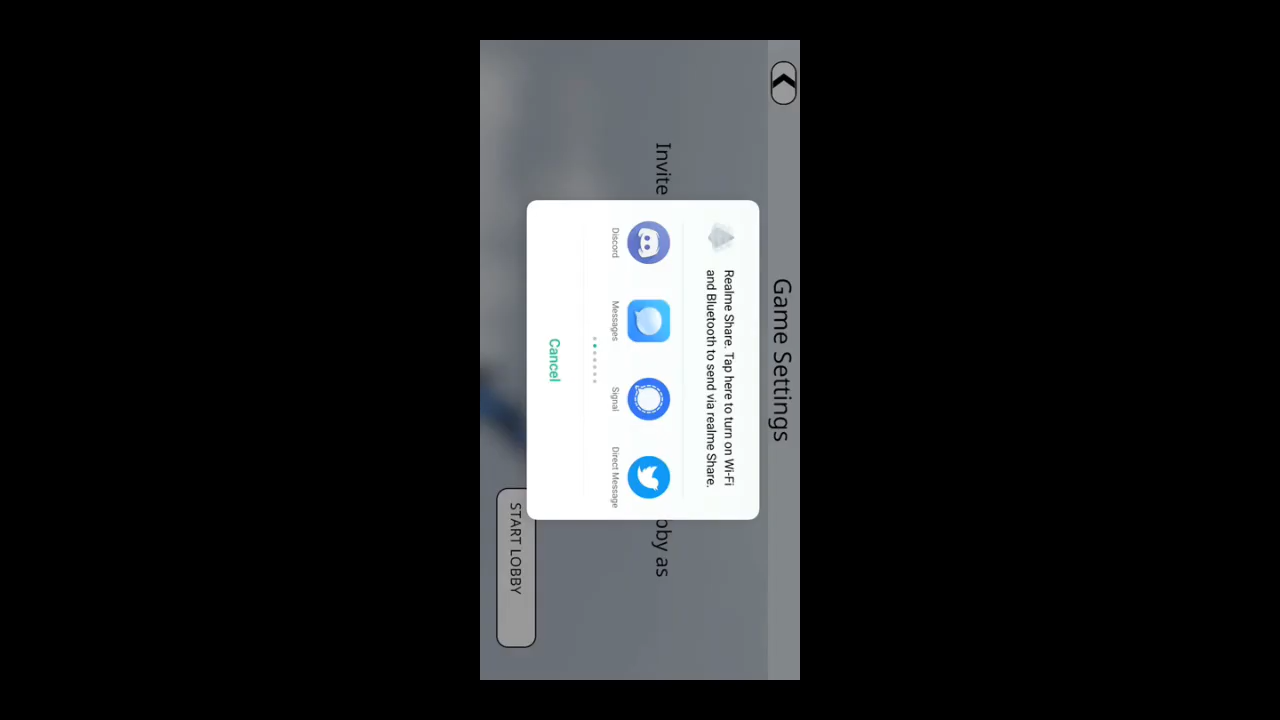 Game Settings
Invite
obby as
Realme Share. Tap here to turn on Wi-Fi
and Bluetooth to send via realme Share.
Discord
Messages
Signal
Direct Message
Cancel
START LOBBY